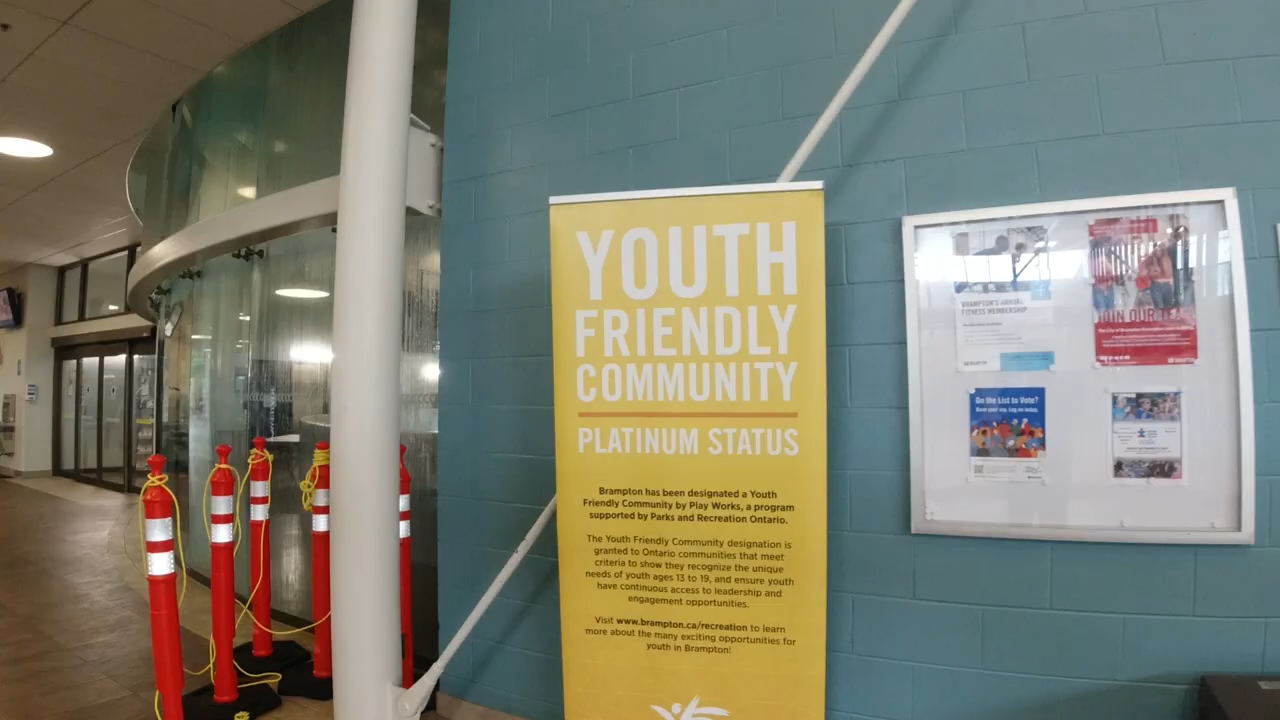 YOUTH
FRIENDLY
COMMUNITY
PLATINUM STATUS
Brampton has been designated a Youth
Friendly Community by Play Works, a program
supported by Parks and Recreation Ontario.
The Youth Friendly Community designation is
granted to Ontario communities that meet
criteria to show they recognize the unique
needs of youth ages 13 to 19, and ensure youth
have continuous access to leadership and
engagement opportunities.
Visit www.brampton.ca/recreation to learn
more about the many exciting opportunities for
youth in Brampton!
BRAMPTON'S ANNUAL
FITNESS MEMBERSHIP
JOIN OUR TEAM
On the List to Vote?